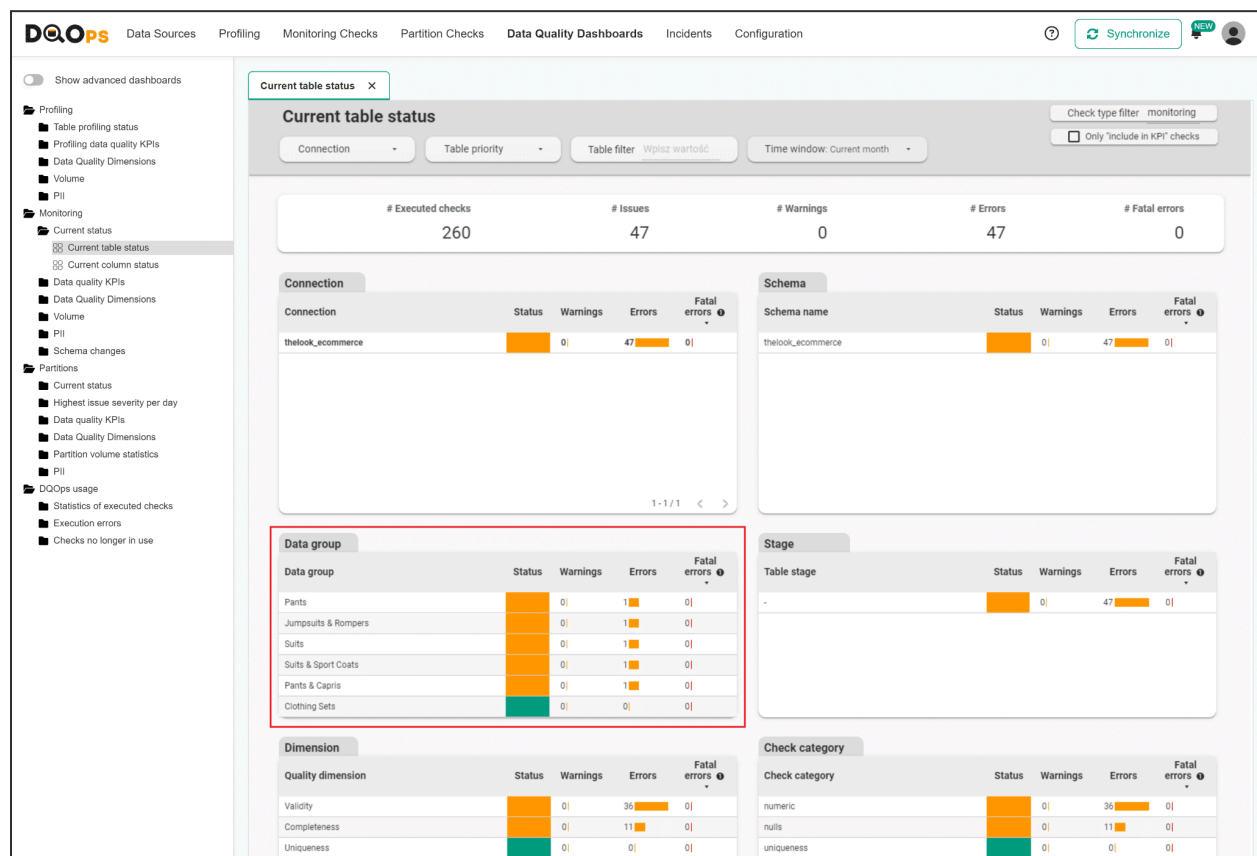 DQOps Data Sources Profiling Monitoring Checks Partition Checks Data Quality Dashboards Incidents Configuration Synchronize NEW
Show advanced dashboards
Profiling
Table profiling status
Profiling data quality KPIs
Data Quality Dimensions
Volume
PII
Monitoring
Current status
Current table status
Current column status
Data quality KPIs
Data Quality Dimensions
Volume
PII
Schema changes
Partitions
Current status
Highest issue severity per day
Data quality KPIs
Data Quality Dimensions
Partition volume statistics
PII
DQOps usage
Statistics of executed checks
Execution errors
Checks no longer in use
Current table status X
Current table status
Check type filter monitoring
Only "include in KPI" checks
Connection Table priority Table filter Wpisz wartość Time window: Current month
# Executed checks # Issues # Warnings # Errors # Fatal errors
260 47 0 47 0
Connection
Connection Status Warnings Errors Fatal errors
thelook_ecommerce 0 47 0
1-1/1 < >
Schema
Schema name Status Warnings Errors Fatal errors
thelook_ecommerce 0 47 0
Data group
Data group Status Warnings Errors Fatal errors
Pants 0 1 0
Jumpsuits & Rompers 0 1 0
Suits 0 1 0
Suits & Sport Coats 0 1 0
Pants & Capris 0 1 0
Clothing Sets 0 0 0
Stage
Table stage Status Warnings Errors Fatal errors
- 0 47 0
Dimension
Quality dimension Status Warnings Errors Fatal errors
Validity 0 36 0
Completeness 0 11 0
Uniqueness 0 0 0
Check category
Check category Status Warnings Errors Fatal errors
numeric 0 36 0
nulls 0 11 0
uniqueness 0 0 0